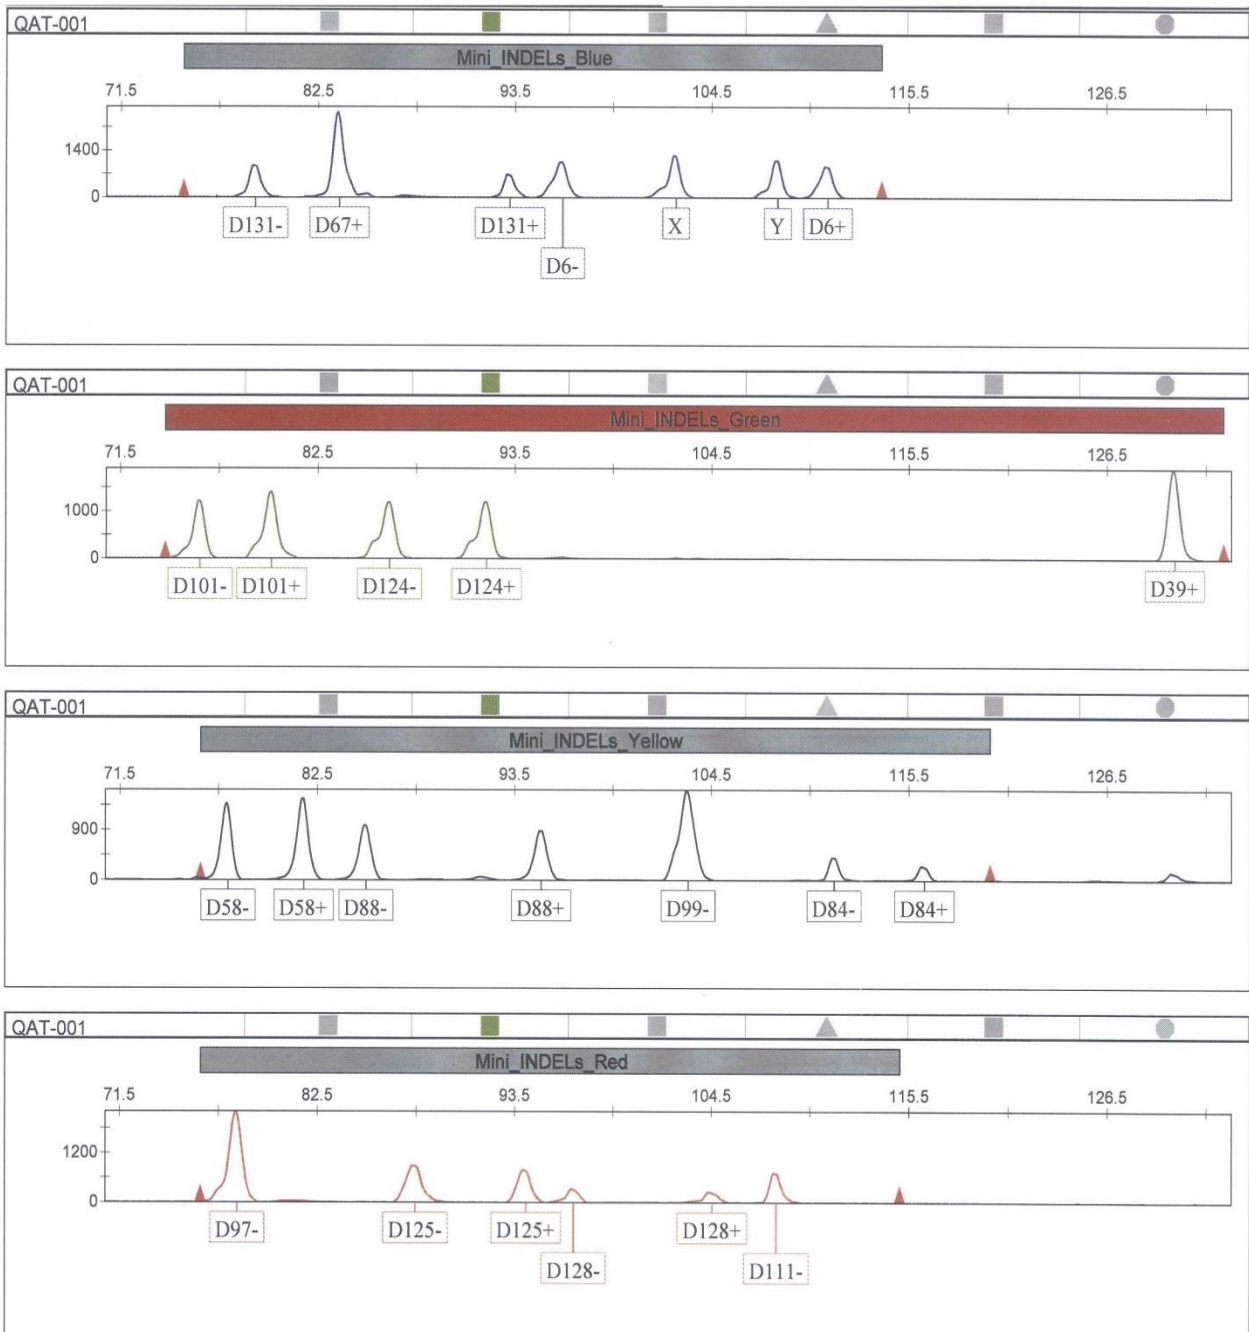 QAT-001
Mini_INDELs_Blue
71.5 82.5 93.5 104.5 115.5 126.5
1400
0
D131- D67+ D131+ X Y D6+
D6-
QAT-001
Mini_INDELs_Green
71.5 82.5 93.5 104.5 115.5 126.5
1000
0
D101- D101+ D124- D124+ D39+
QAT-001
Mini_INDELs_Yellow
71.5 82.5 93.5 104.5 115.5 126.5
900
0
D58- D58+ D88- D88+ D99- D84- D84+
QAT-001
Mini_INDELs_Red
71.5 82.5 93.5 104.5 115.5 126.5
1200
0
D97- D125- D125+ D128+
D128- D111-